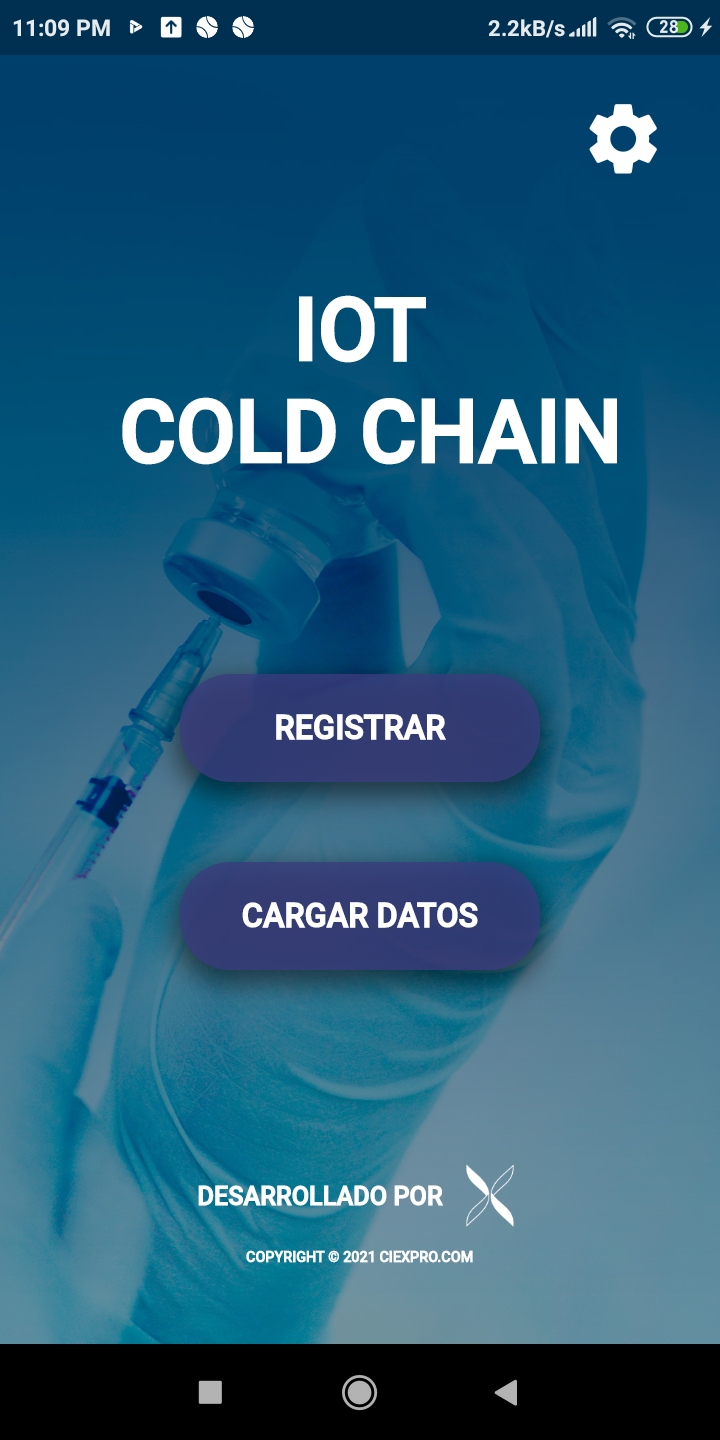 11:09 PM 2.2kB/s 28
IOT
COLD CHAIN
REGISTRAR
CARGAR DATOS
DESARROLLADO POR
COPYRIGHT © 2021 CIEXPRO.COM